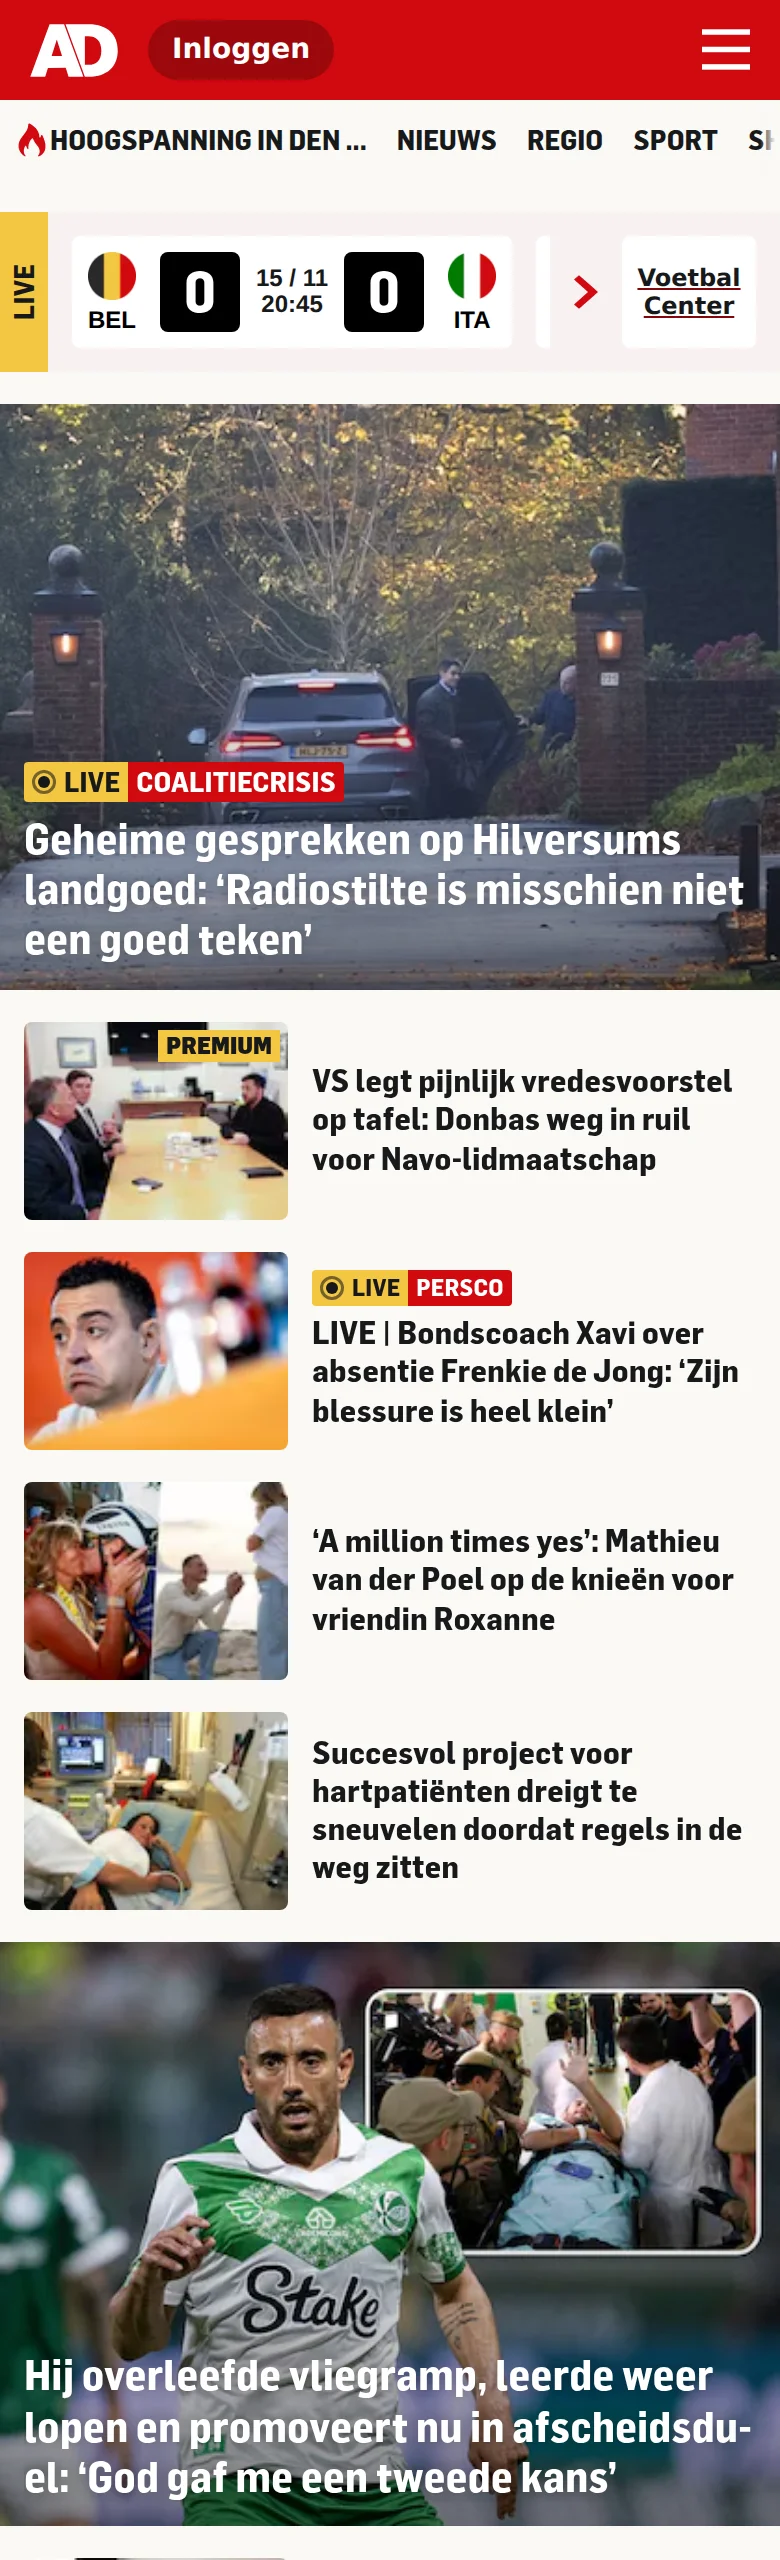 AD Inloggen
HOOGSPANNING IN DEN ... NIEUWS REGIO SPORT
LIVE
BEL
0
15 / 11
20:45
0
ITA
Voetbal
Center
LIVE COALITIECRISIS
Geheime gesprekken op Hilversums
landgoed: ‘Radiostilte is misschien niet
een goed teken’
PREMIUM
VS legt pijnlijk vredesvoorstel
op tafel: Donbas weg in ruil
voor Navo-lidmaatschap
LIVE PERSCO
LIVE | Bondscoach Xavi over
absentie Frenkie de Jong: ‘Zijn
blessure is heel klein’
‘A million times yes’: Mathieu
van der Poel op de knieën voor
vriendin Roxanne
Succesvol project voor
hartpatiënten dreigt te
sneuvelen doordat regels in de
weg zitten
Stake
Hij overleefde vliegramp, leerde weer
lopen en promoveert nu in afscheidsdu-
el: ‘God gaf me een tweede kans’